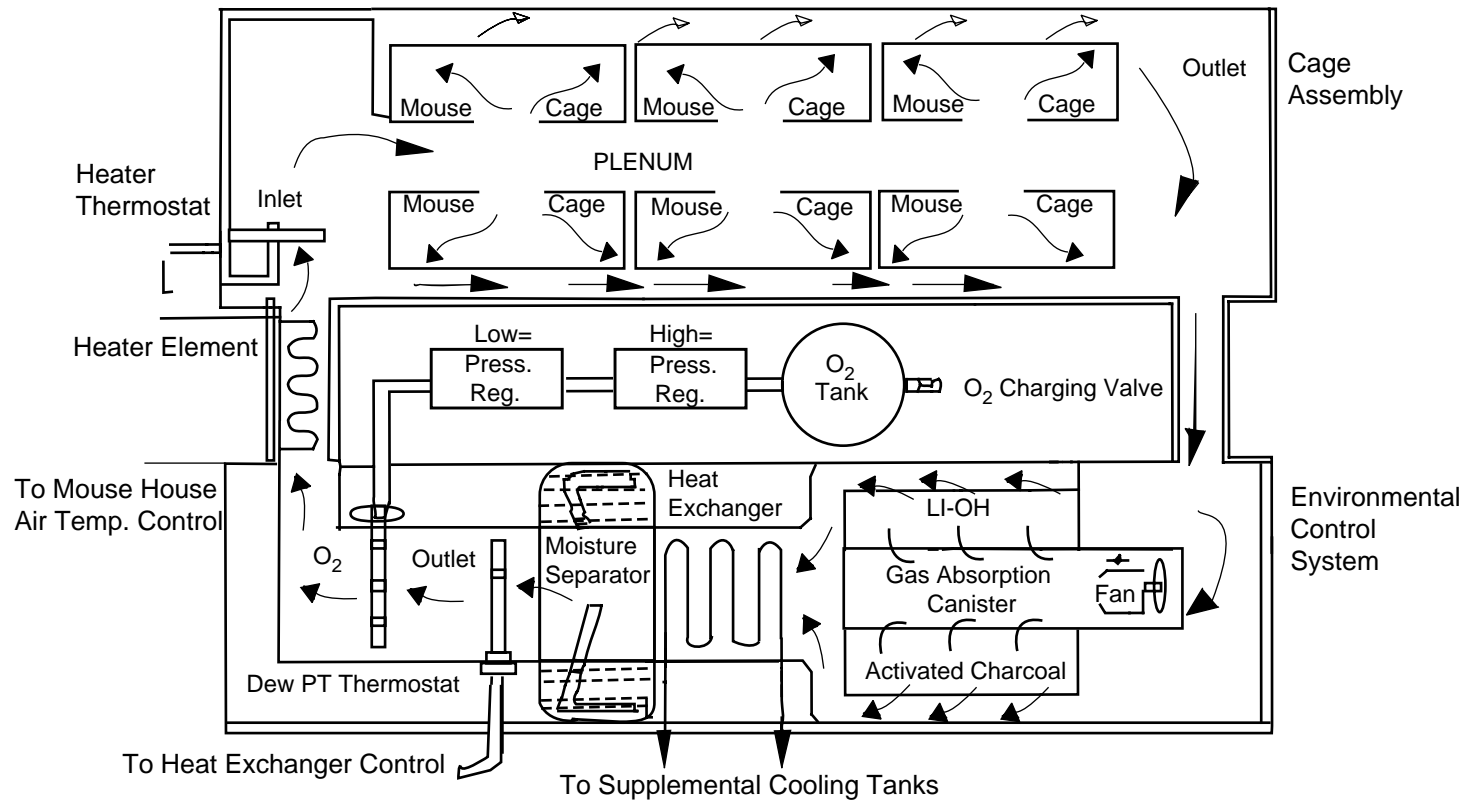 Outlet
Cage
Assembly
Mouse Cage Mouse Cage Mouse Cage
PLENUM
Heater
Thermostat
Inlet
Mouse Cage Mouse Cage Mouse Cage
Low=
Press.
Reg.
High=
Press.
Reg.
O2
Tank
O2 Charging Valve
Heater Element
To Mouse House
Air Temp. Control
Heat
Exchanger
LI-OH
Environmental
Control
System
O2
Outlet
Moisture
Separator
Gas Absorption
Canister
Fan
Activated Charcoal
Dew PT Thermostat
To Heat Exchanger Control
To Supplemental Cooling Tanks